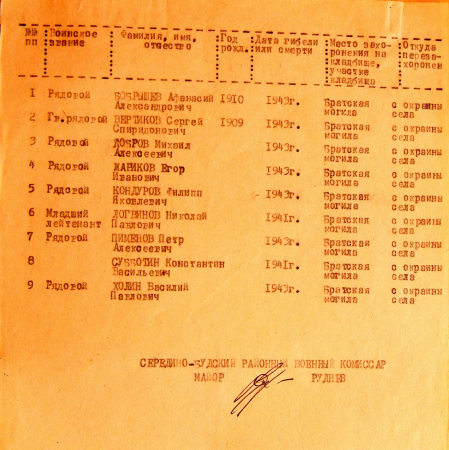 №№ Воинское Фамилия, имя, Год Дата гибели Место захо- Откуда
пп звание отчество рожд. или смерти ронения на переза-
кладбище, хоронен
участке
кладбища
1 Рядовой БОБРЫШЕВ Афанасий 1910 1943г. Братская с окраины
Александрович могила села
2 Гв.рядовой ВЕРТИКОВ Сергей 1909 1943г. Братская с окраины
Спиридонович могила села
3 Рядовой ДОБРОВ Михаил 1943г. Братская с окраины
Алексеевич могила села
4 Рядовой ЖАРИКОВ Егор 1943г. Братская с окраины
Иванович могила села
5 Рядовой КОНДУРОВ Филипп 1943г. Братская с окраины
Яковлевич могила села
6 Младший ЛОГВИНОВ Николай 1941г. Братская с окраины
лейтенант Павлович могила села
7 Рядовой ПИМЕНОВ Петр 1943г. Братская с окраины
Алексеевич могила села
8 СУББОТИН Константин 1941г. Братская с окраины
Васильевич могила села
9 Рядовой ХОЛИН Василий 1943г. Братская с окраины
Павлович могила села
СЕРЕДИНО-БУДСКИЙ РАЙОННЫЙ ВОЕННЫЙ КОМИССАР
МАЙОР РУДНЕВ